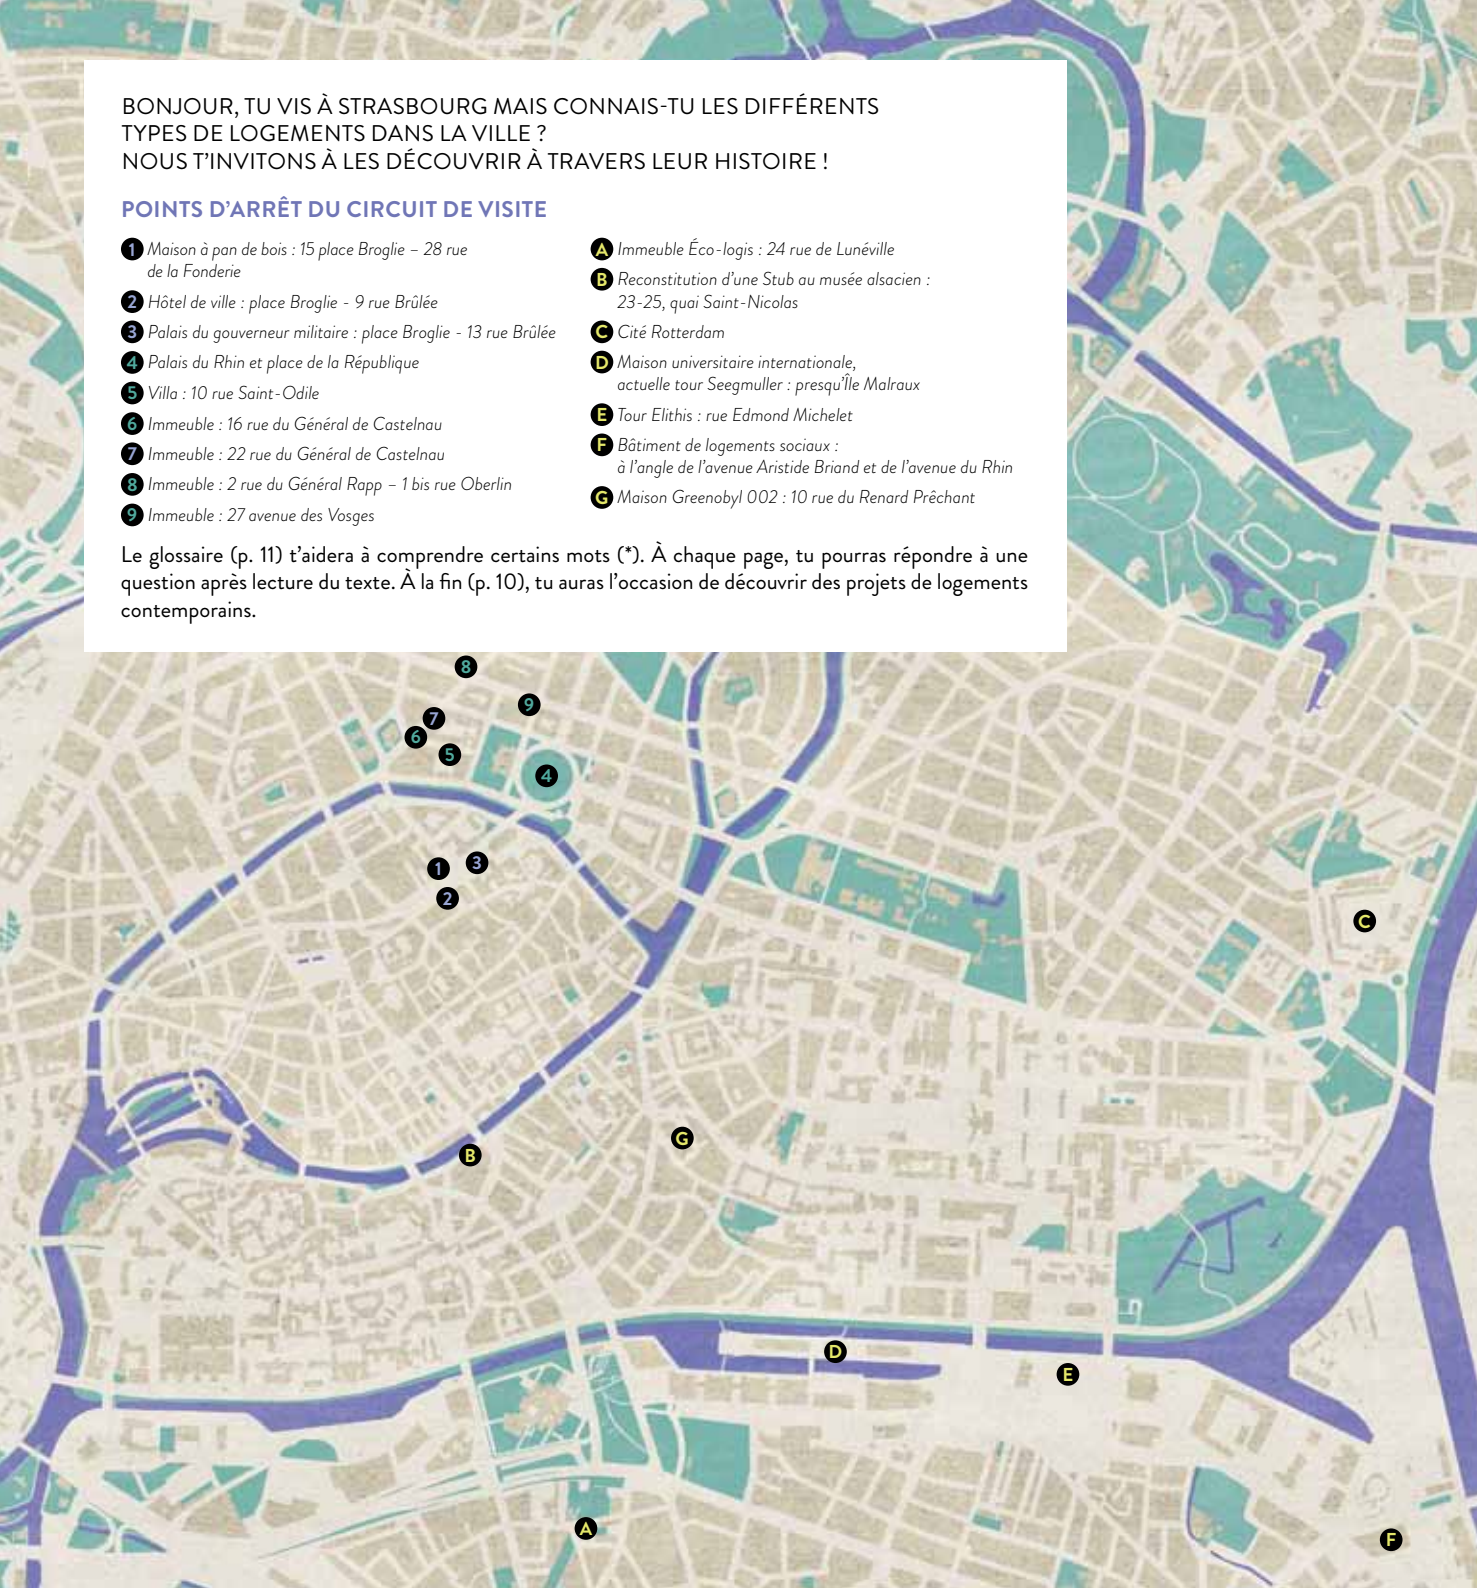 BONJOUR, TU VIS À STRASBOURG MAIS CONNAIS-TU LES DIFFÉRENTS
TYPES DE LOGEMENTS DANS LA VILLE ?
NOUS T'INVITONS À LES DÉCOUVRIR À TRAVERS LEUR HISTOIRE !
POINTS D'ARRÊT DU CIRCUIT DE VISITE
1 Maison à pan de bois : 15 place Broglie – 28 rue
de la Fonderie
2 Hôtel de ville : place Broglie - 9 rue Brûlée
3 Palais du gouverneur militaire : place Broglie - 13 rue Brûlée
4 Palais du Rhin et place de la République
5 Villa : 10 rue Saint-Odile
6 Immeuble : 16 rue du Général de Castelnau
7 Immeuble : 22 rue du Général de Castelnau
8 Immeuble : 2 rue du Général Rapp – 1 bis rue Oberlin
9 Immeuble : 27 avenue des Vosges
A Immeuble Éco-logis : 24 rue de Lunéville
B Reconstitution d'une Stub au musée alsacien :
23-25, quai Saint-Nicolas
C Cité Rotterdam
D Maison universitaire internationale,
actuelle tour Seegmuller : presqu'Île Malraux
E Tour Elithis : rue Edmond Michelet
F Bâtiment de logements sociaux :
à l'angle de l'avenue Aristide Briand et de l'avenue du Rhin
G Maison Greenobyl 002 : 10 rue du Renard Prêchant
Le glossaire (p. 11) t'aidera à comprendre certains mots (*). À chaque page, tu pourras répondre à une
question après lecture du texte. À la fin (p. 10), tu auras l'occasion de découvrir des projets de logements
contemporains.
8
9
7
6
5
4
3
1
2
C
G
B
D
E
A
F